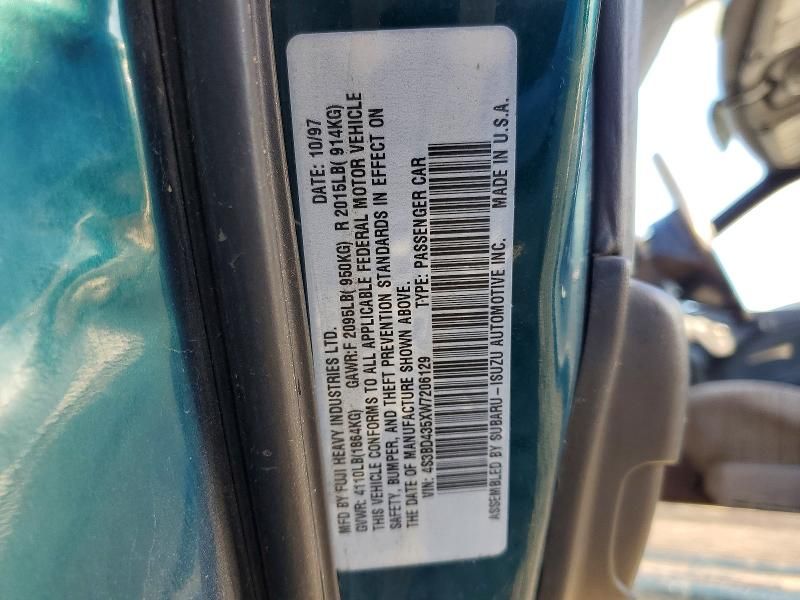 MFD BY FUJI HEAVY INDUSTRIES LTD. DATE: 10/97
GVWR: 4110LB(1864KG) GAWR:F 2095LB( 950KG) R 2015LB( 914KG)
THIS VEHICLE CONFORMS TO ALL APPLICABLE FEDERAL MOTOR VEHICLE
SAFETY, BUMPER, AND THEFT PREVENTION STANDARDS IN EFFECT ON
THE DATE OF MANUFACTURE SHOWN ABOVE.
VIN: 4S3BD435XW7206129 TYPE: PASSENGER CAR
ASSEMBLED BY SUBARU-ISUZU AUTOMOTIVE INC. MADE IN U.S.A.